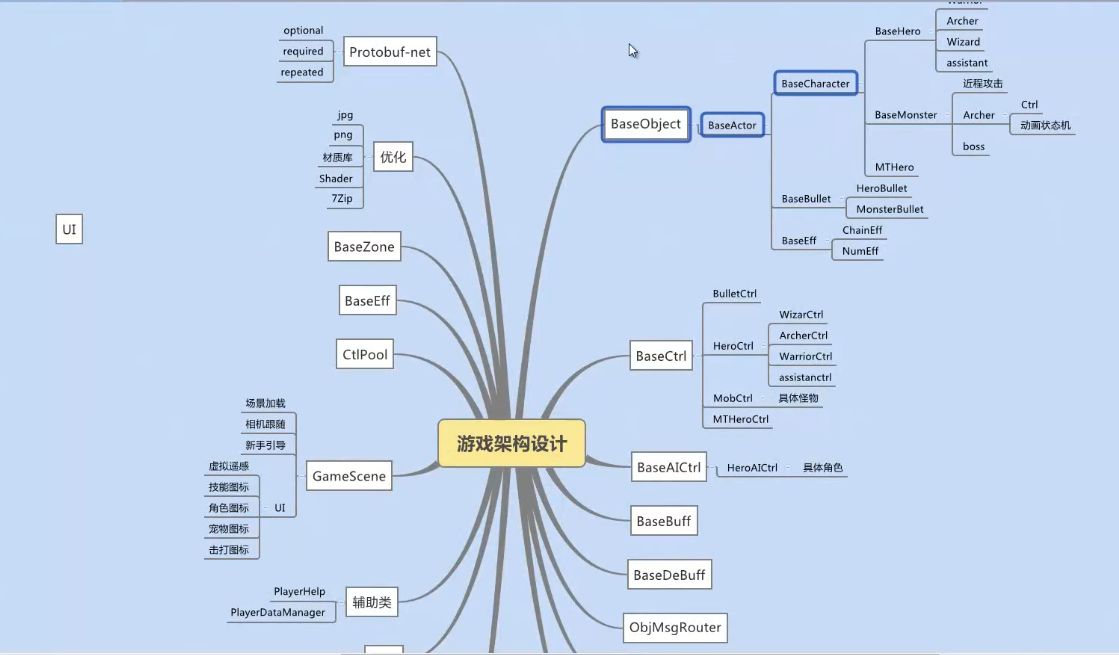 optional
required
repeated
Protobuf-net
jpg
png
材质库
Shader
7Zip
优化
UI
BaseZone
BaseEff
CtlPool
场景加载
相机跟随
新手引导
虚拟遥感
技能图标
角色图标
宠物图标
击打图标
UI
GameScene
PlayerHelp
PlayerDataManager
辅助类
游戏架构设计
BaseObject
BaseActor
BaseCharacter
BaseHero
Warrior
Archer
Wizard
assistant
BaseMonster
近程攻击
Archer
Ctrl
动画状态机
boss
MTHero
BaseBullet
HeroBullet
MonsterBullet
BaseEff
ChainEff
NumEff
BaseCtrl
BulletCtrl
HeroCtrl
WizarCtrl
ArcherCtrl
WarriorCtrl
assistanctrl
MobCtrl
具体怪物
MTHeroCtrl
BaseAICtrl
HeroAICtrl
具体角色
BaseBuff
BaseDeBuff
ObjMsgRouter